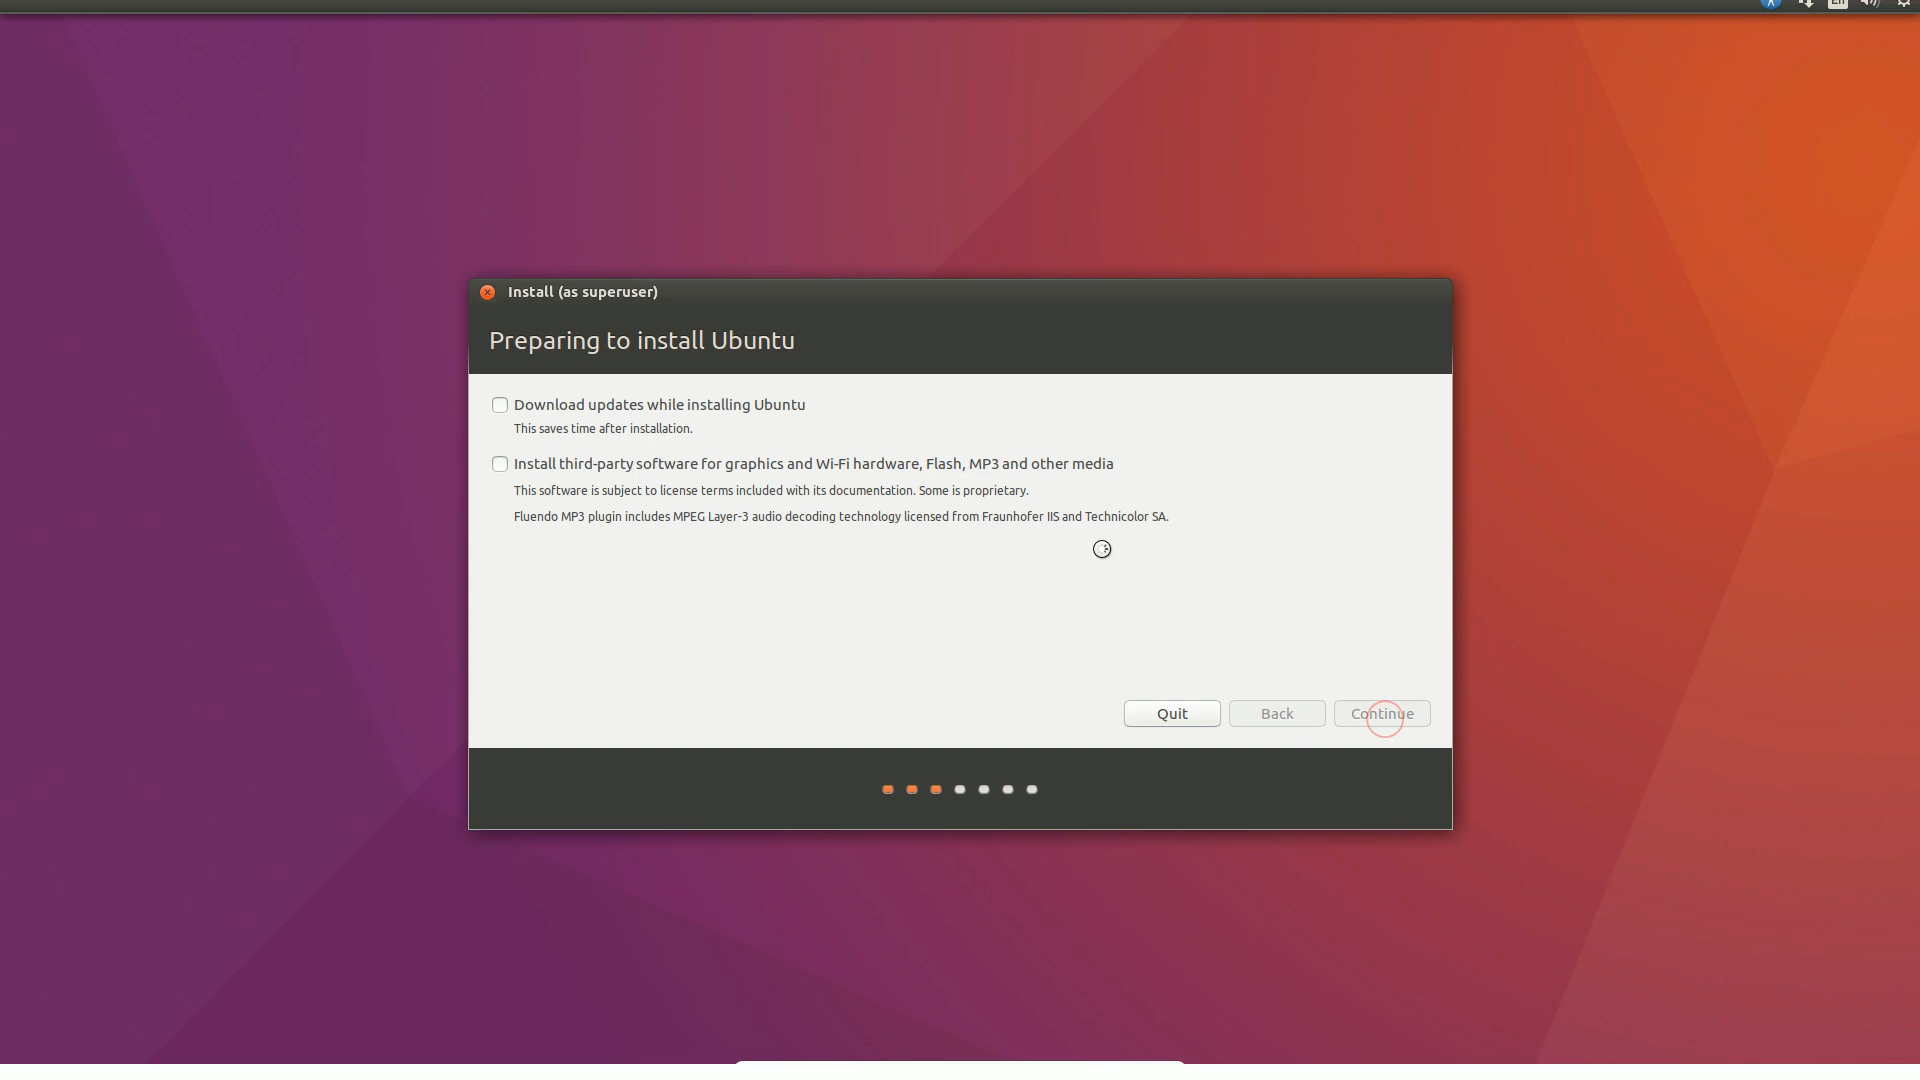 En
Install (as superuser)
Preparing to install Ubuntu
Download updates while installing Ubuntu
This saves time after installation.
Install third-party software for graphics and Wi-Fi hardware, Flash, MP3 and other media
This software is subject to license terms included with its documentation. Some is proprietary.
Fluendo MP3 plugin includes MPEG Layer-3 audio decoding technology licensed from Fraunhofer IIS and Technicolor SA.
Quit Back Continue